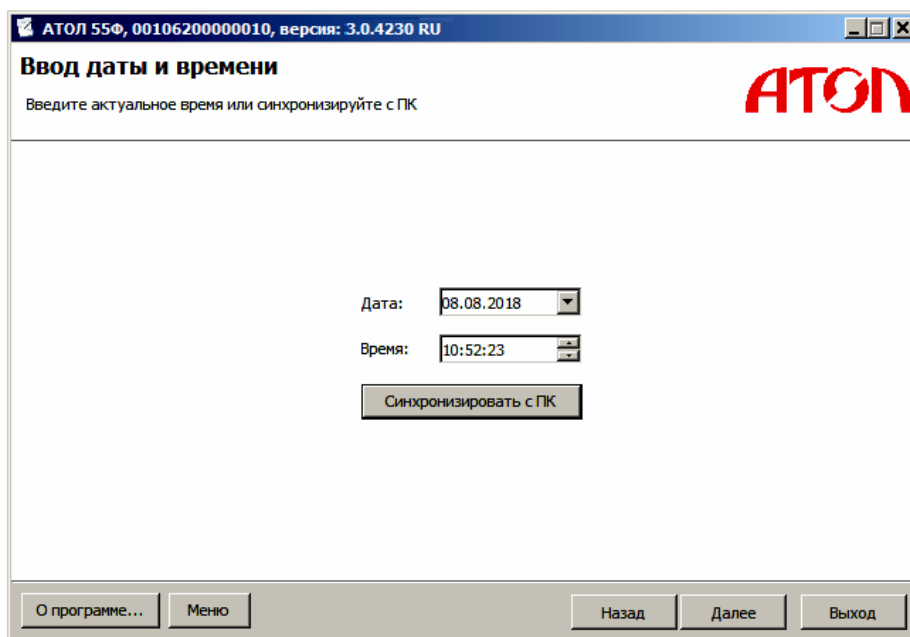 АТОЛ 55Ф, 00106200000010, версия: 3.0.4230 RU
Ввод даты и времени
Введите актуальное время или синхронизируйте с ПК
АТОЛ
Дата: 08.08.2018
Время: 10:52:23
Синхронизировать с ПК
О программе... Меню Назад Далее Выход